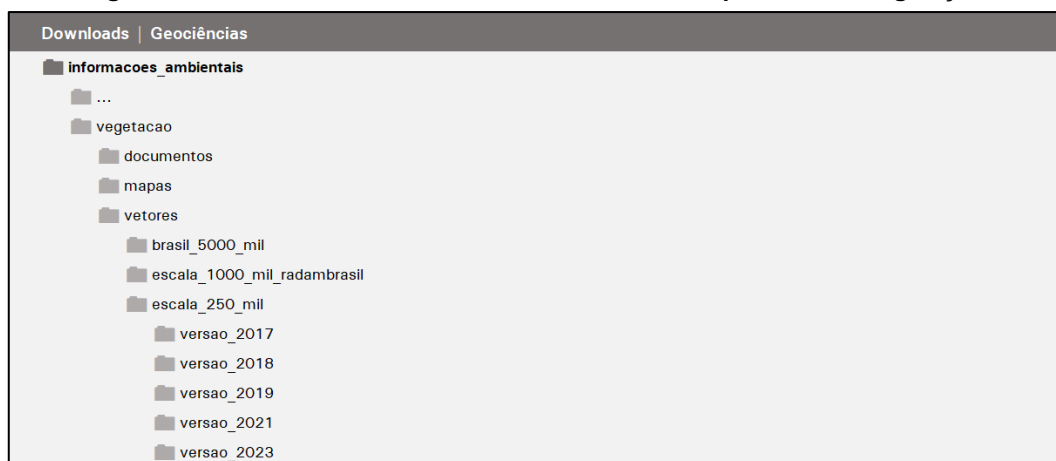 Downloads | Geociências
informacoes_ambientais
...
vegetacao
documentos
mapas
vetores
brasil_5000_mil
escala_1000_mil_radambrasil
escala_250_mil
versao_2017
versao_2018
versao_2019
versao_2021
versao_2023